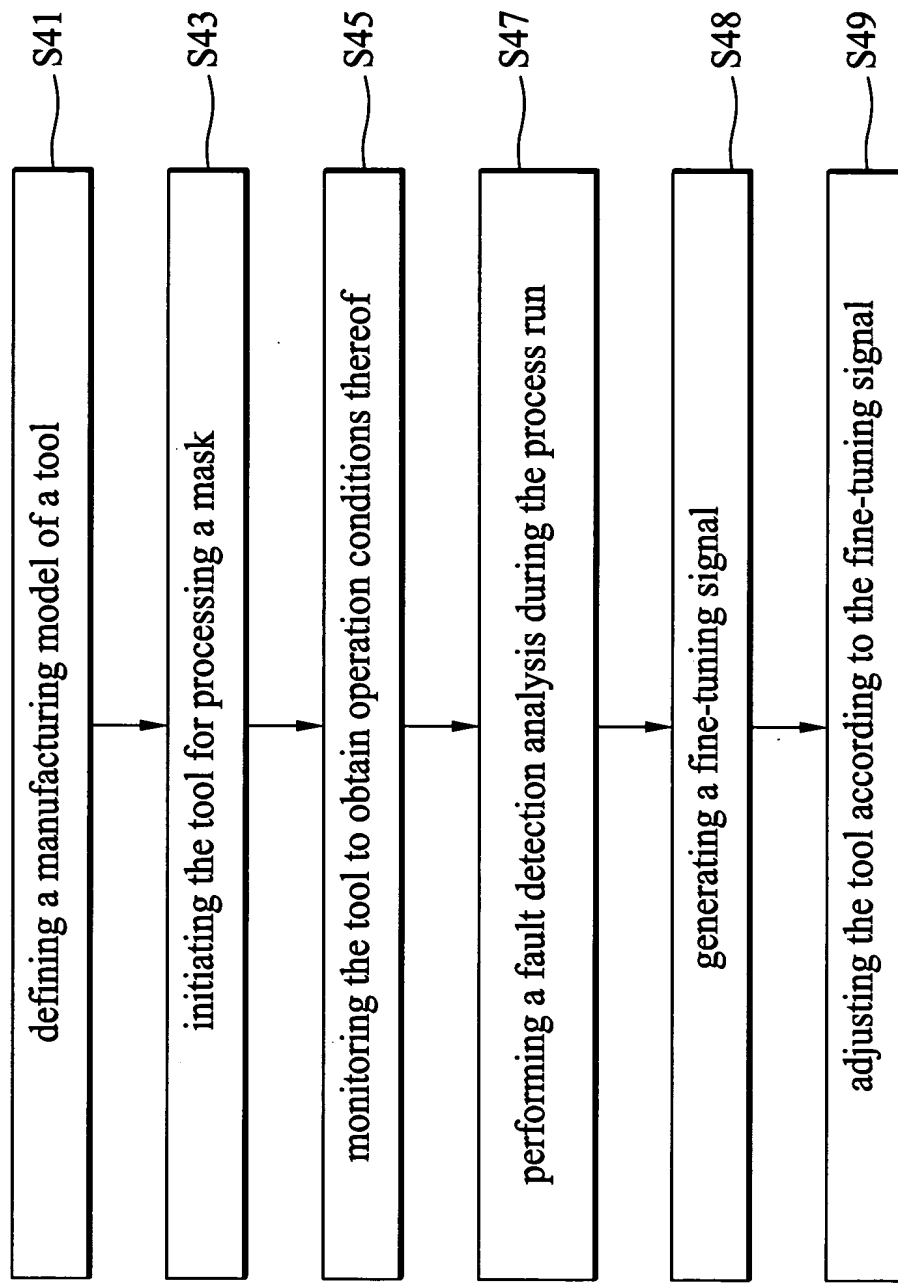 defining a manufacturing model of a tool
S41
initiating the tool for processing a mask
S43
monitoring the tool to obtain operation conditions thereof
S45
performing a fault detection analysis during the process run
S47
generating a fine-tuning signal
S48
adjusting the tool according to the fine-tuning signal
S49